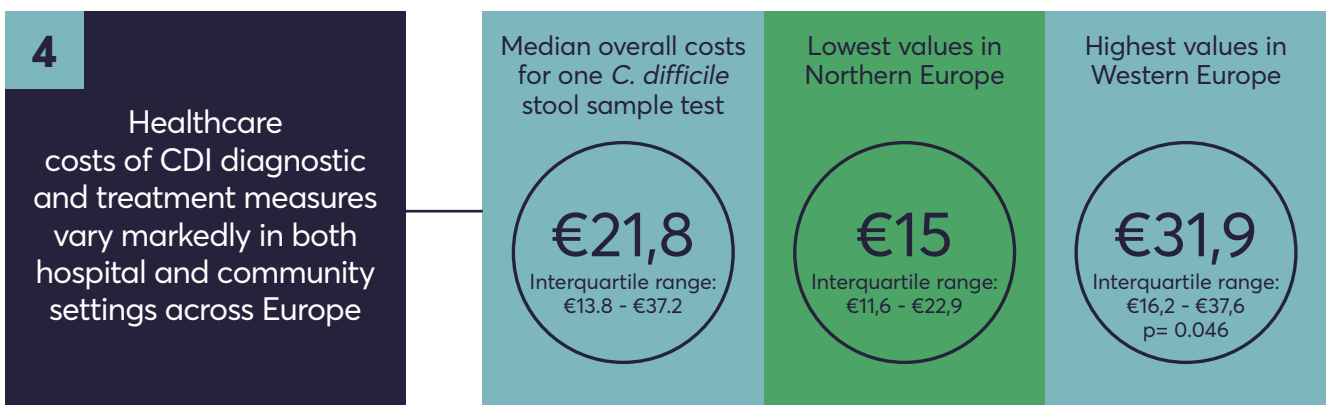 4
Healthcare
costs of CDI diagnostic
and treatment measures
vary markedly in both
hospital and community
settings across Europe
Median overall costs
for one C. difficile
stool sample test
€21,8
Interquartile range:
€13.8 - €37.2
Lowest values in
Northern Europe
€15
Interquartile range:
€11,6 - €22,9
Highest values in
Western Europe
€31,9
Interquartile range:
€16,2 - €37,6
p= 0.046